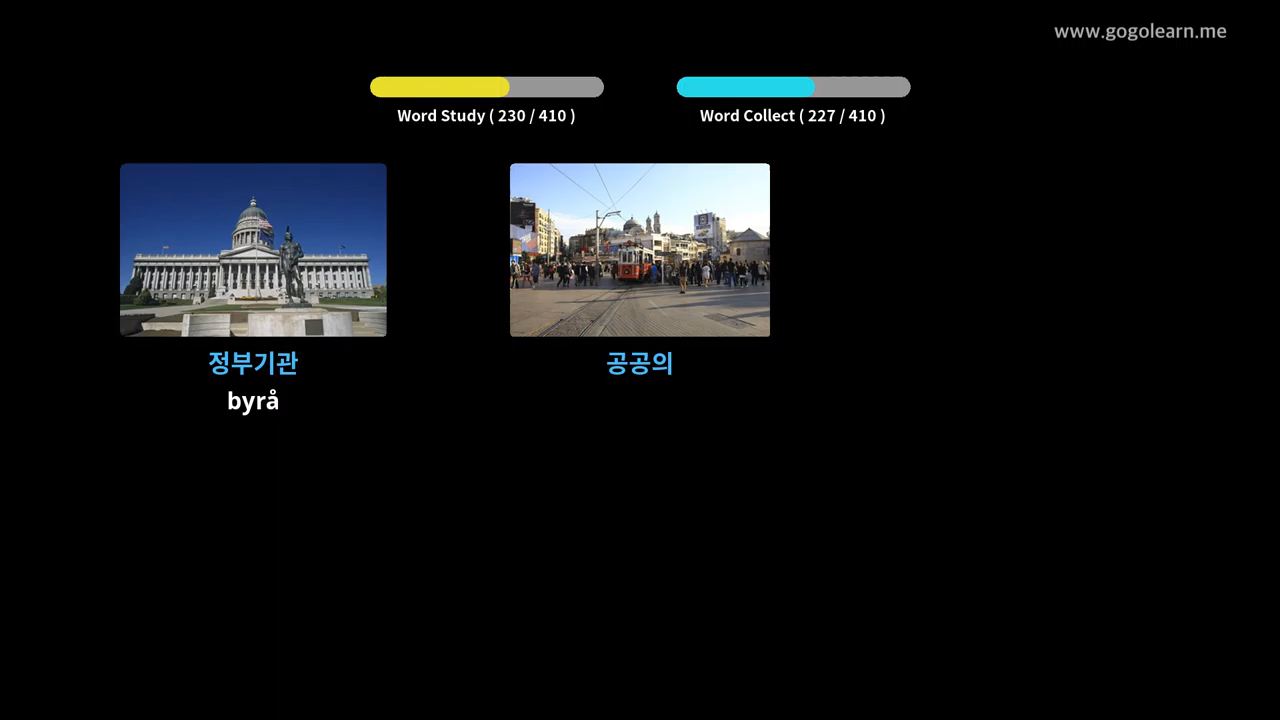 www.gogolearn.me
Word Study ( 230 / 410 )
Word Collect ( 227 / 410 )
정부기관
byrå
공공의